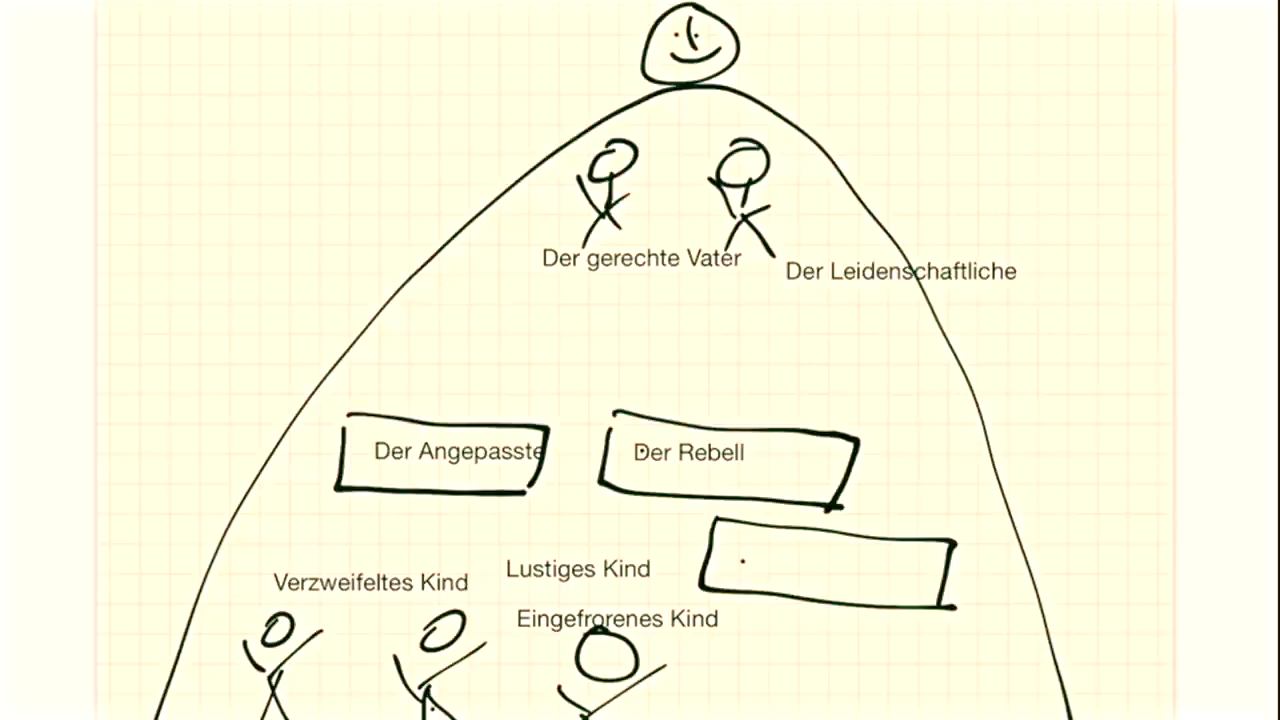 Der gerechte Vater
Der Leidenschaftliche
Der Angepasste
Der Rebell
Verzweifeltes Kind
Lustiges Kind
Eingefrorenes Kind